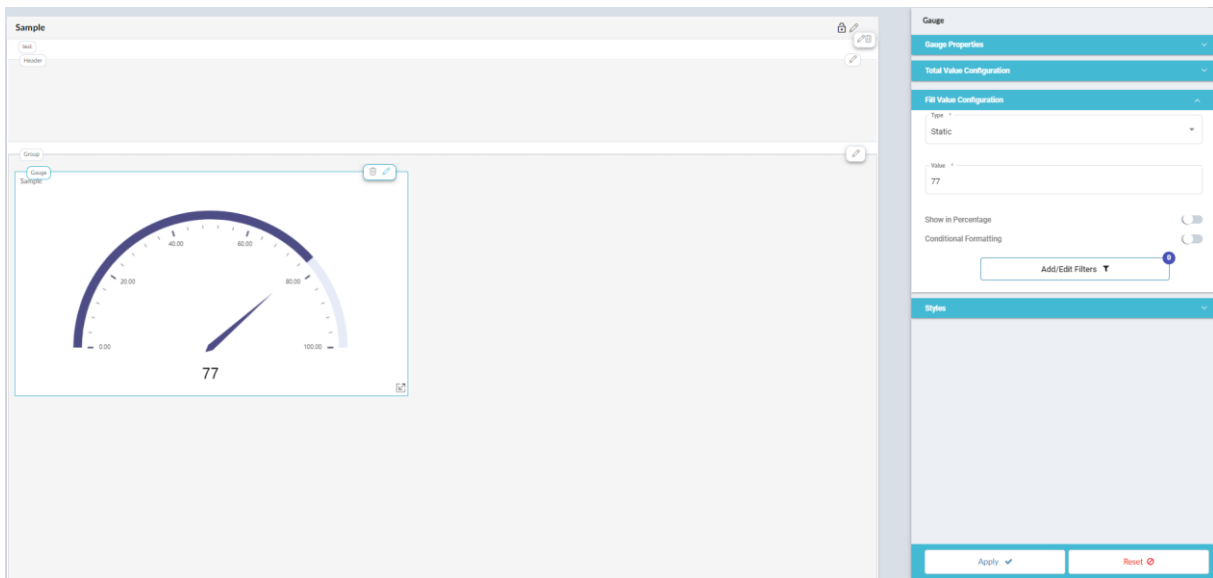 Sample
text
Header
Group
Gauge
Sample
40.00
60.00
20.00
80.00
0.00
100.00
77
Gauge
Gauge Properties
Total Value Configuration
Fill Value Configuration
Type *
Static
Value *
77
Show in Percentage
Conditional Formatting
0
Add/Edit Filters
Styles
Apply
Reset